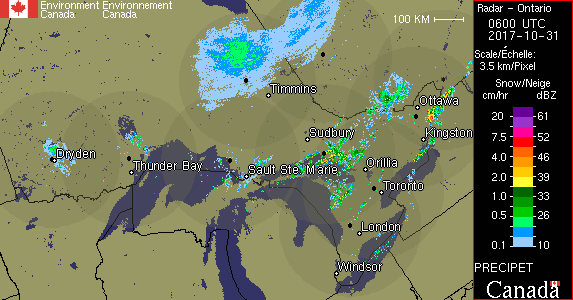 Environment Environnement
Canada Canada
100 KM
Timmins
Ottawa
Sudbury
Kingston
Dryden
Thunder Bay
Sault Ste. Marie
Orillia
Toronto
London
Windsor
Radar - Ontario
0600 UTC
2017-10-31
Scale/Échelle:
3.5 km/Pixel
Snow/Neige
cm/hr dBZ
20 61
7.5 52
4.0 46
2.0 39
1.0 33
0.5 26
0.1 10
PRECIPET
Canada